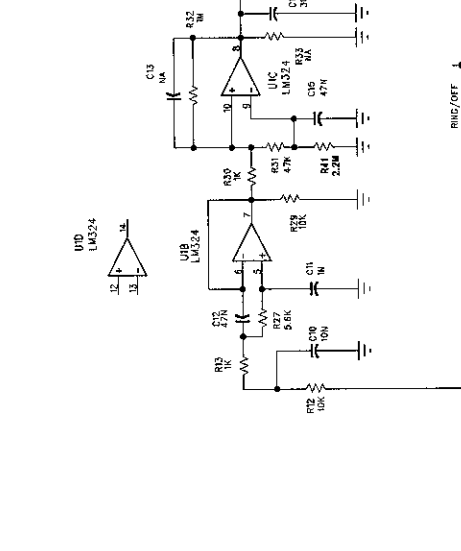 R32
1M
8
C13
NA
R33
NA
U1C
LM324
C15
47N
10
9
+
-
R30
1K
R31
47K
R41
2.2M
RING/OFF 1
U1D
LM324
14
12
13
+
-
U1B
LM324
7
6
5
-
+
R29
10K
C12
47N
R27
5.6K
C11
1N
R13
1K
C10
10N
R12
10K